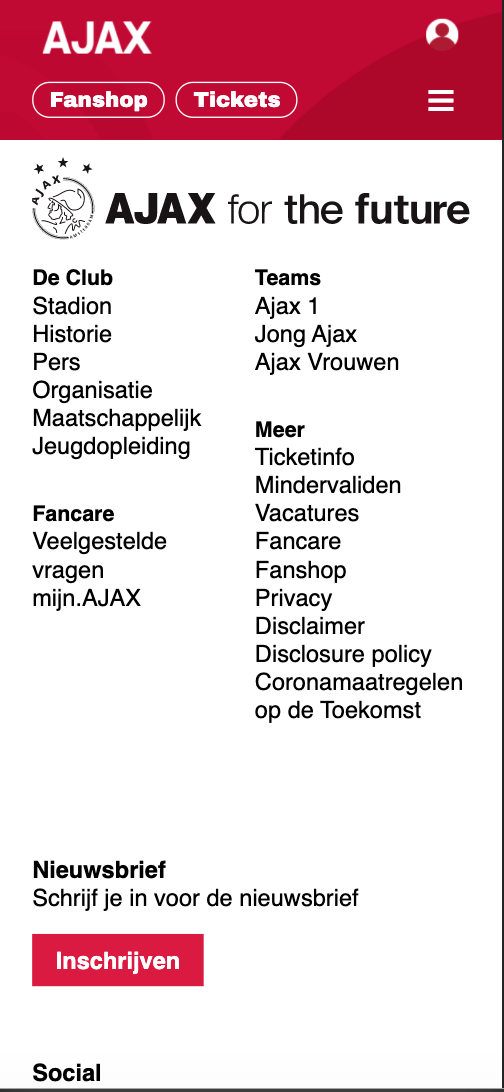 AJAX
Fanshop
Tickets
AJAX
AMSTERDAM
AJAX for the future
De Club
Stadion
Historie
Pers
Organisatie
Maatschappelijk
Jeugdopleiding
Fancare
Veelgestelde
vragen
mijn.AJAX
Teams
Ajax 1
Jong Ajax
Ajax Vrouwen
Meer
Ticketinfo
Mindervaliden
Vacatures
Fancare
Fanshop
Privacy
Disclaimer
Disclosure policy
Coronamaatregelen
op de Toekomst
Nieuwsbrief
Schrijf je in voor de nieuwsbrief
Inschrijven
Social